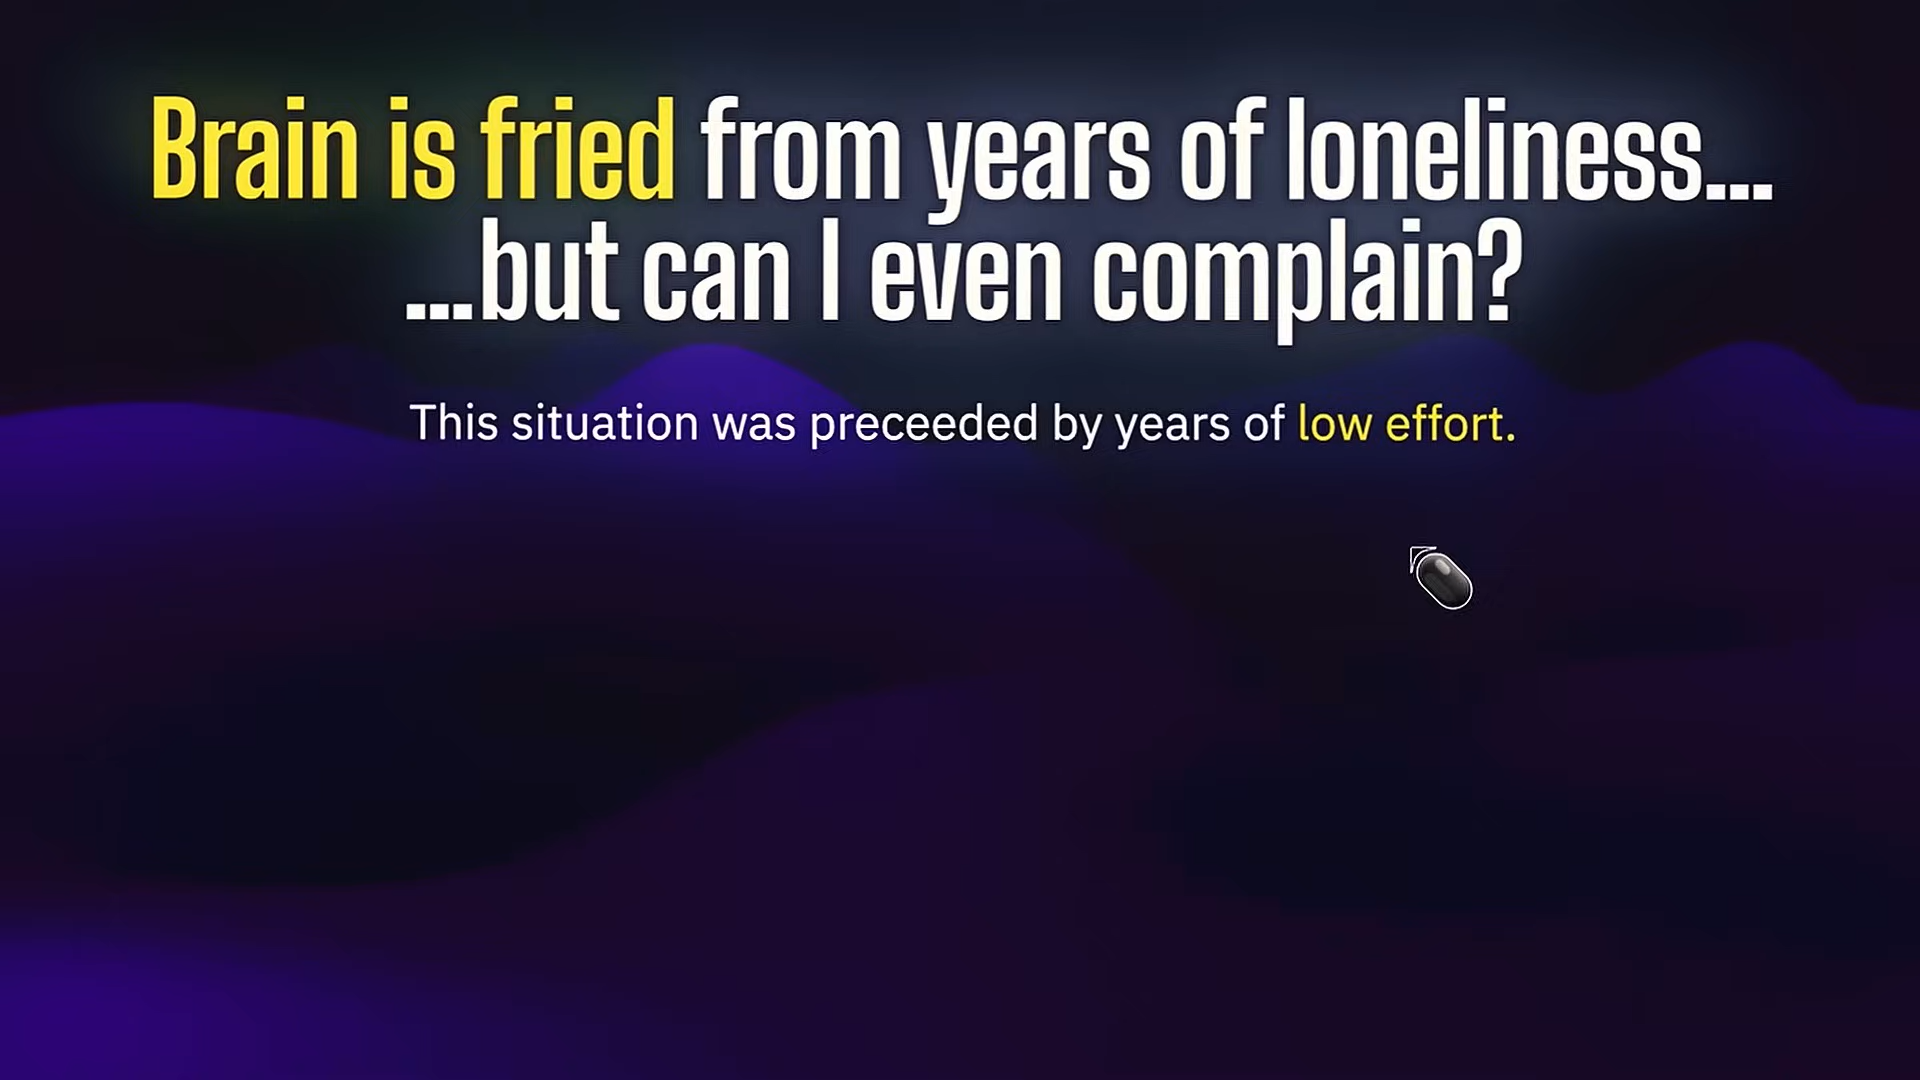 Brain is fried from years of loneliness...
...but can I even complain?
This situation was preceeded by years of low effort.